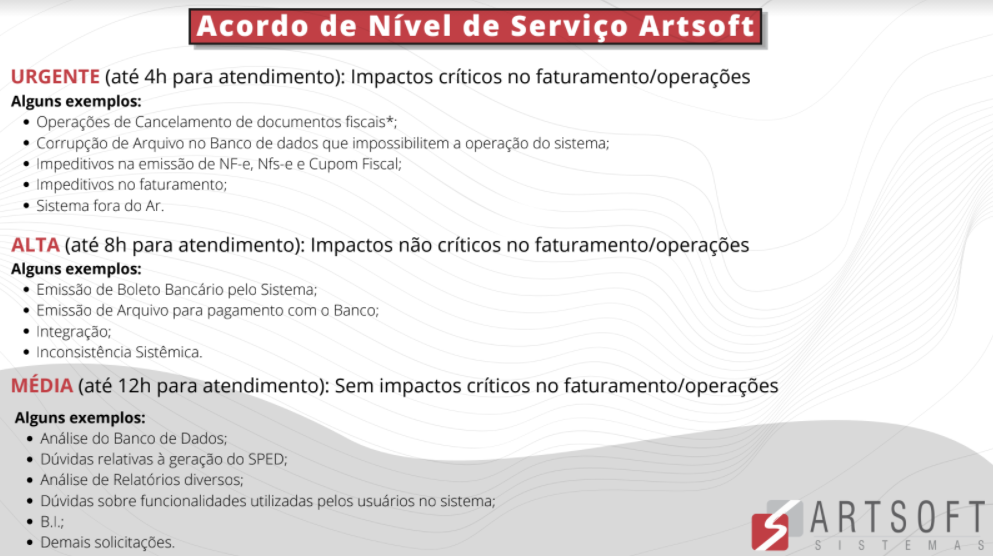 Acordo de Nível de Serviço Artsoft
URGENTE (até 4h para atendimento): Impactos críticos no faturamento/operações
Alguns exemplos:
• Operações de Cancelamento de documentos fiscais*;
• Corrupção de Arquivo no Banco de dados que impossibilitem a operação do sistema;
• Impeditivos na emissão de NF-e, Nfs-e e Cupom Fiscal;
• Impeditivos no faturamento;
• Sistema fora do Ar.
ALTA (até 8h para atendimento): Impactos não críticos no faturamento/operações
Alguns exemplos:
• Emissão de Boleto Bancário pelo Sistema;
• Emissão de Arquivo para pagamento com o Banco;
• Integração;
• Inconsistência Sistêmica.
MÉDIA (até 12h para atendimento): Sem impactos críticos no faturamento/operações
Alguns exemplos:
• Análise do Banco de Dados;
• Dúvidas relativas à geração do SPED;
• Análise de Relatórios diversos;
• Dúvidas sobre funcionalidades utilizadas pelos usuários no sistema;
• B.I.;
• Demais solicitações.
ARTSOFT
SISTEMAS